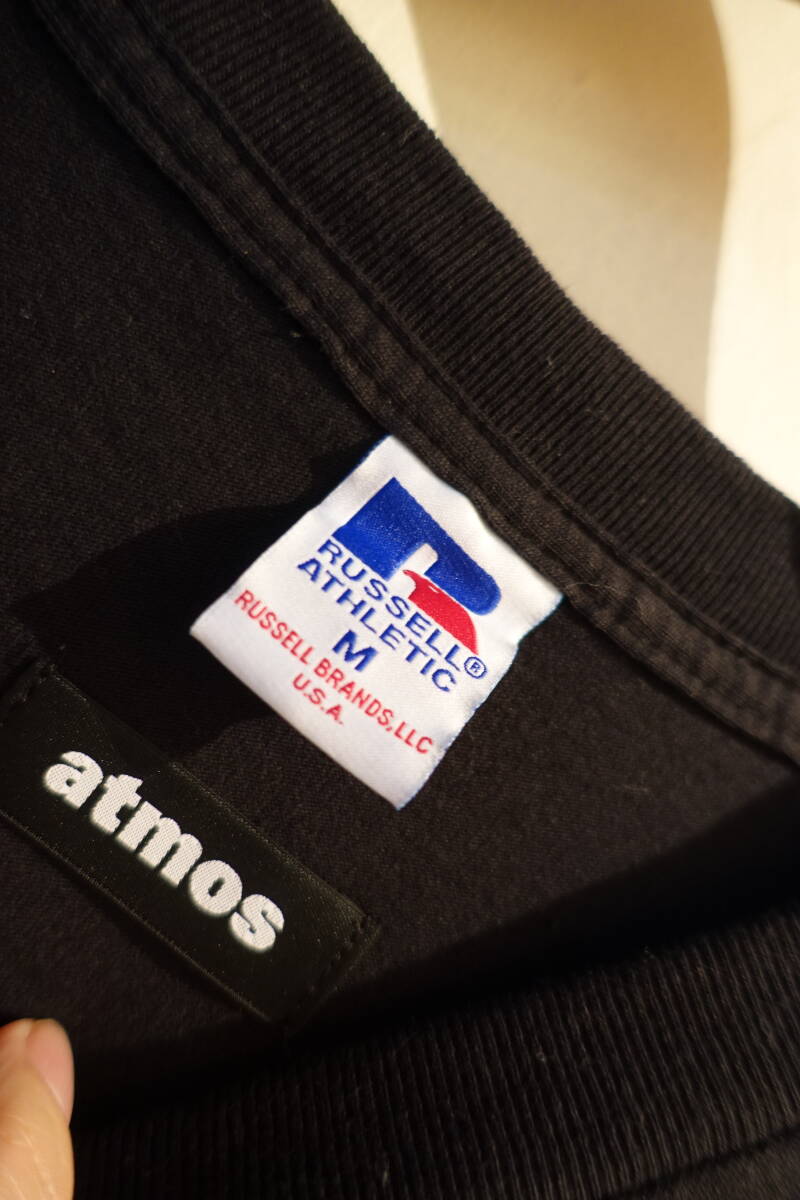 RUSSELL
ATHLETIC®
M
RUSSELL BRANDS, LLC
U.S.A.
atmos